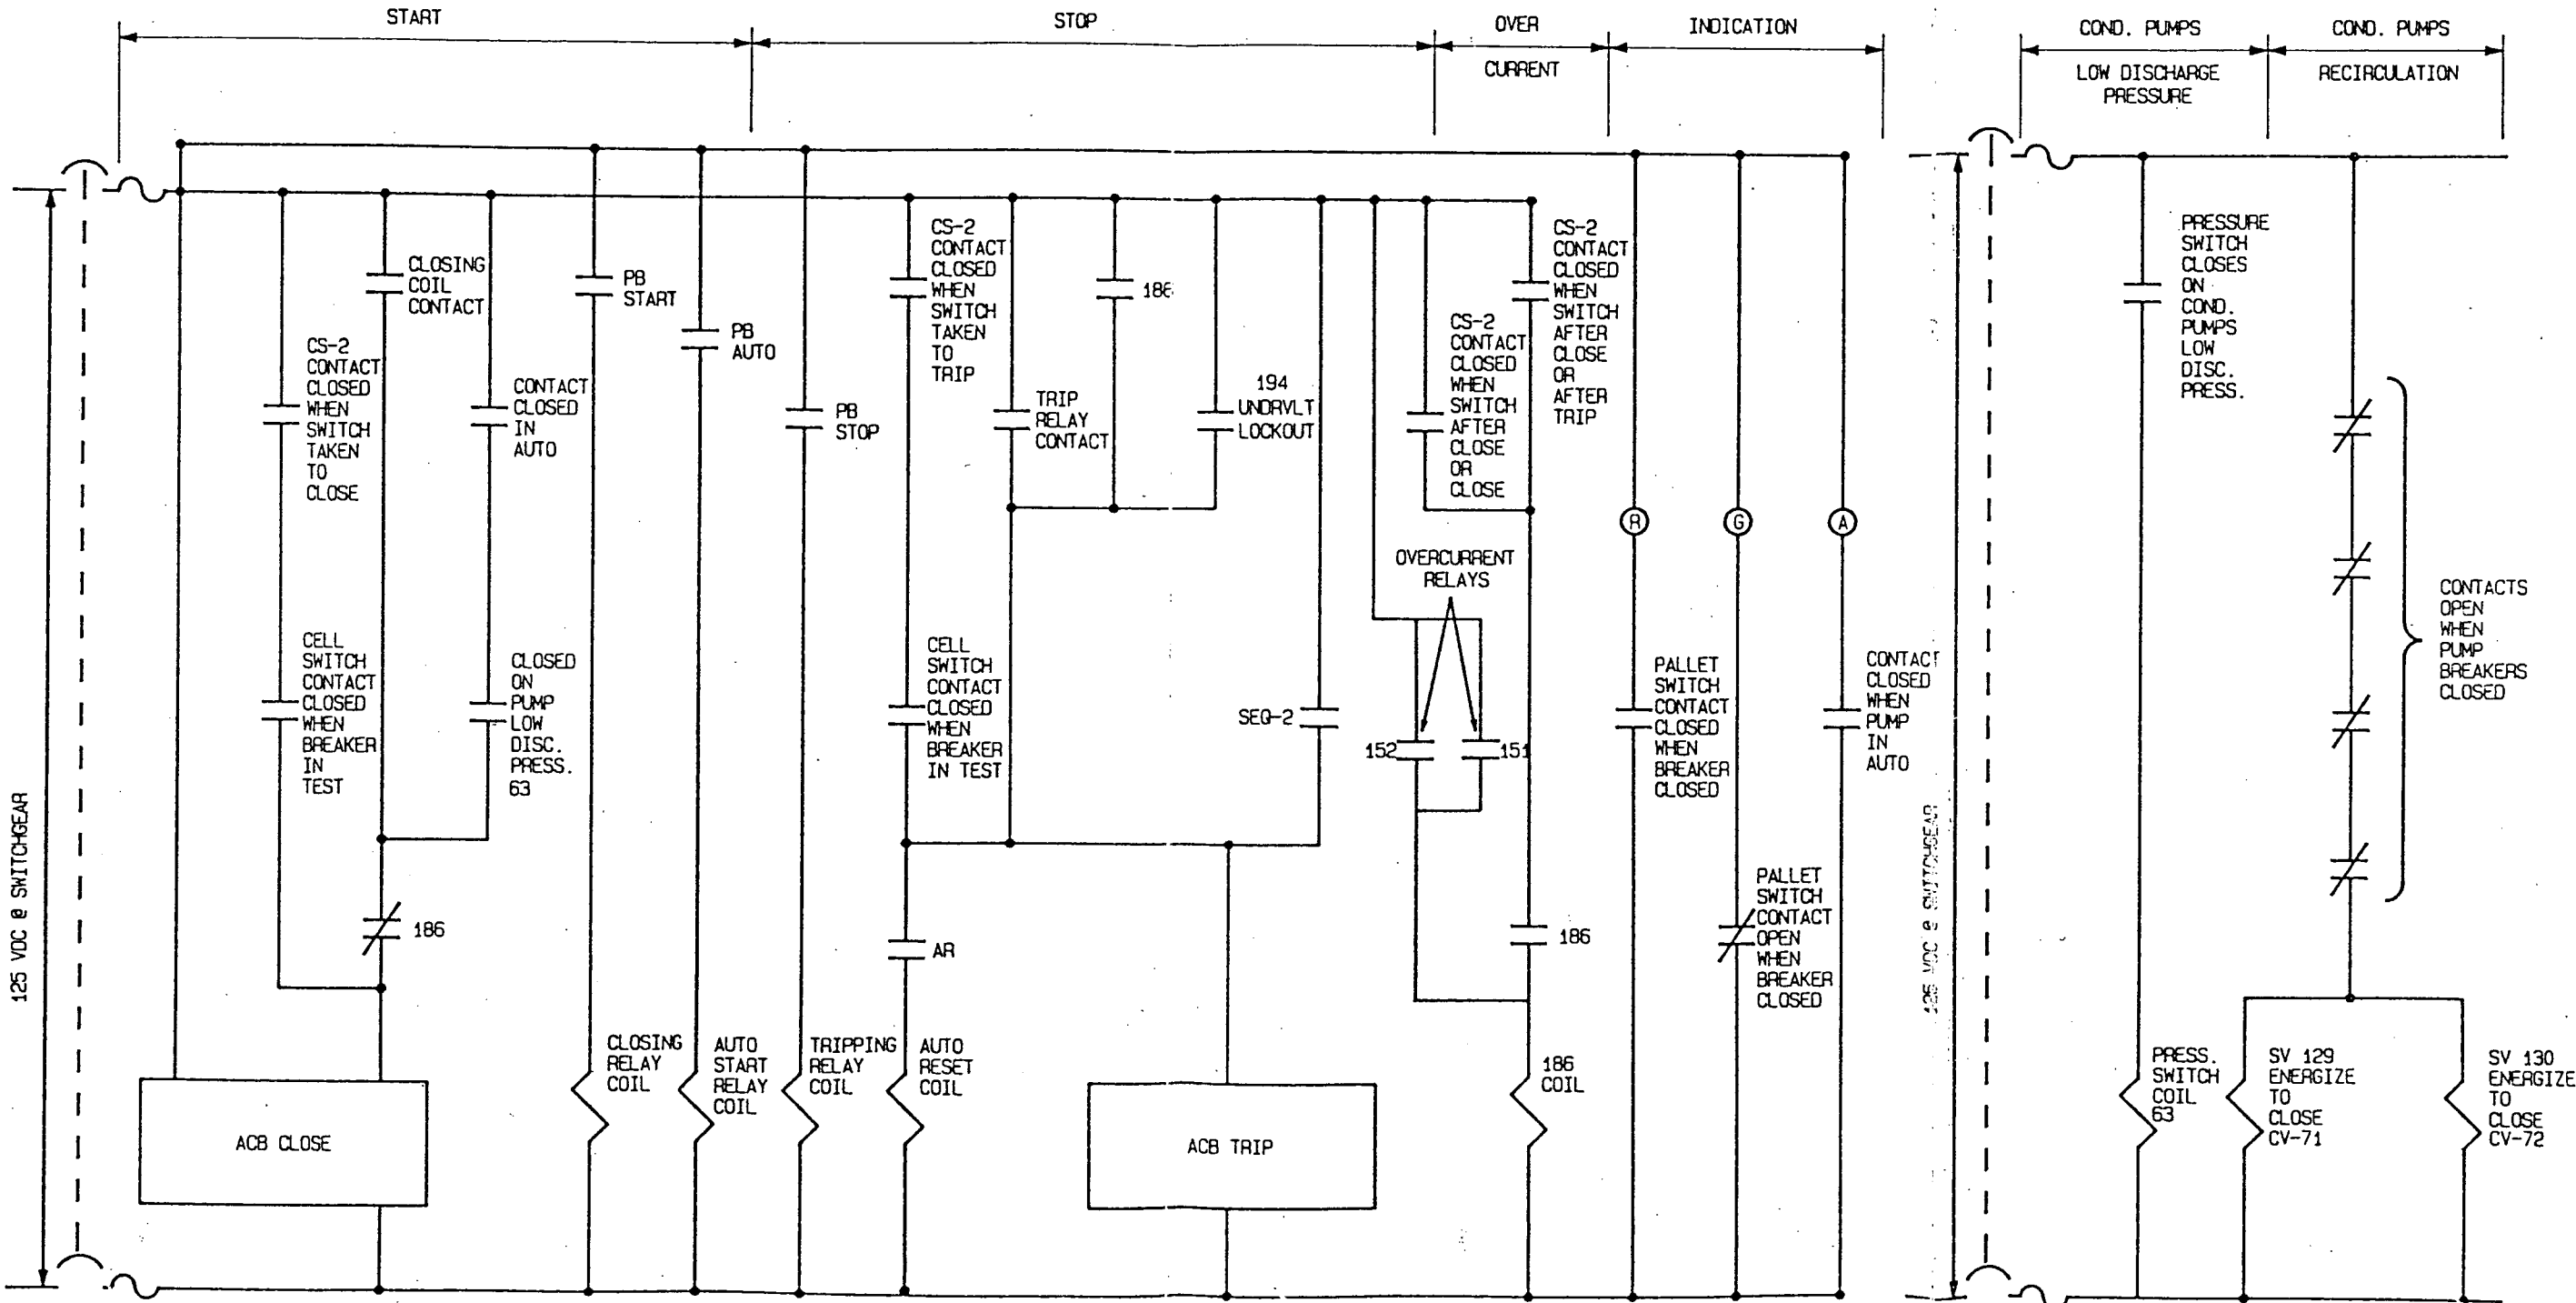 START
STOP
OVER
CURRENT
INDICATION
COND. PUMPS
LOW DISCHARGE
PRESSURE
COND. PUMPS
RECIRCULATION
125 VDC @ SWITCHGEAR
CS-2
CONTACT
CLOSED
WHEN
SWITCH
TAKEN
TO
CLOSE
CLOSING
COIL
CONTACT
CONTACT
CLOSED
IN
AUTO
CELL
SWITCH
CONTACT
CLOSED
WHEN
BREAKER
IN
TEST
CLOSED
ON
PUMP
LOW
DISC.
PRESS.
63
186
ACB CLOSE
PB
START
CLOSING
RELAY
COIL
PB
AUTO
AUTO
START
RELAY
COIL
PB
STOP
TRIPPING
RELAY
COIL
CS-2
CONTACT
CLOSED
WHEN
SWITCH
TAKEN
TO
TRIP
CELL
SWITCH
CONTACT
CLOSED
WHEN
BREAKER
IN TEST
AR
AUTO
RESET
COIL
TRIP
RELAY
CONTACT
186
194
UNDRVLT
LOCKOUT
SEQ-2
ACB TRIP
CS-2
CONTACT
CLOSED
WHEN
SWITCH
AFTER
CLOSE
OR
CLOSE
CS-2
CONTACT
CLOSED
WHEN
SWITCH
AFTER
CLOSE
OR
AFTER
TRIP
OVERCURRENT
RELAYS
152
151
186
186
COIL
R
G
A
PALLET
SWITCH
CONTACT
CLOSED
WHEN
BREAKER
CLOSED
PALLET
SWITCH
CONTACT
OPEN
WHEN
BREAKER
CLOSED
CONTACT
CLOSED
WHEN
PUMP
IN
AUTO
125 VDC @ SWITCHGEAR
PRESSURE
SWITCH
CLOSES
ON
COND.
PUMPS
LOW
DISC.
PRESS.
CONTACTS
OPEN
WHEN
PUMP
BREAKERS
CLOSED
PRESS.
SWITCH
COIL
63
SV 129
ENERGIZE
TO
CLOSE
CV-71
SV 130
ENERGIZE
TO
CLOSE
CV-72